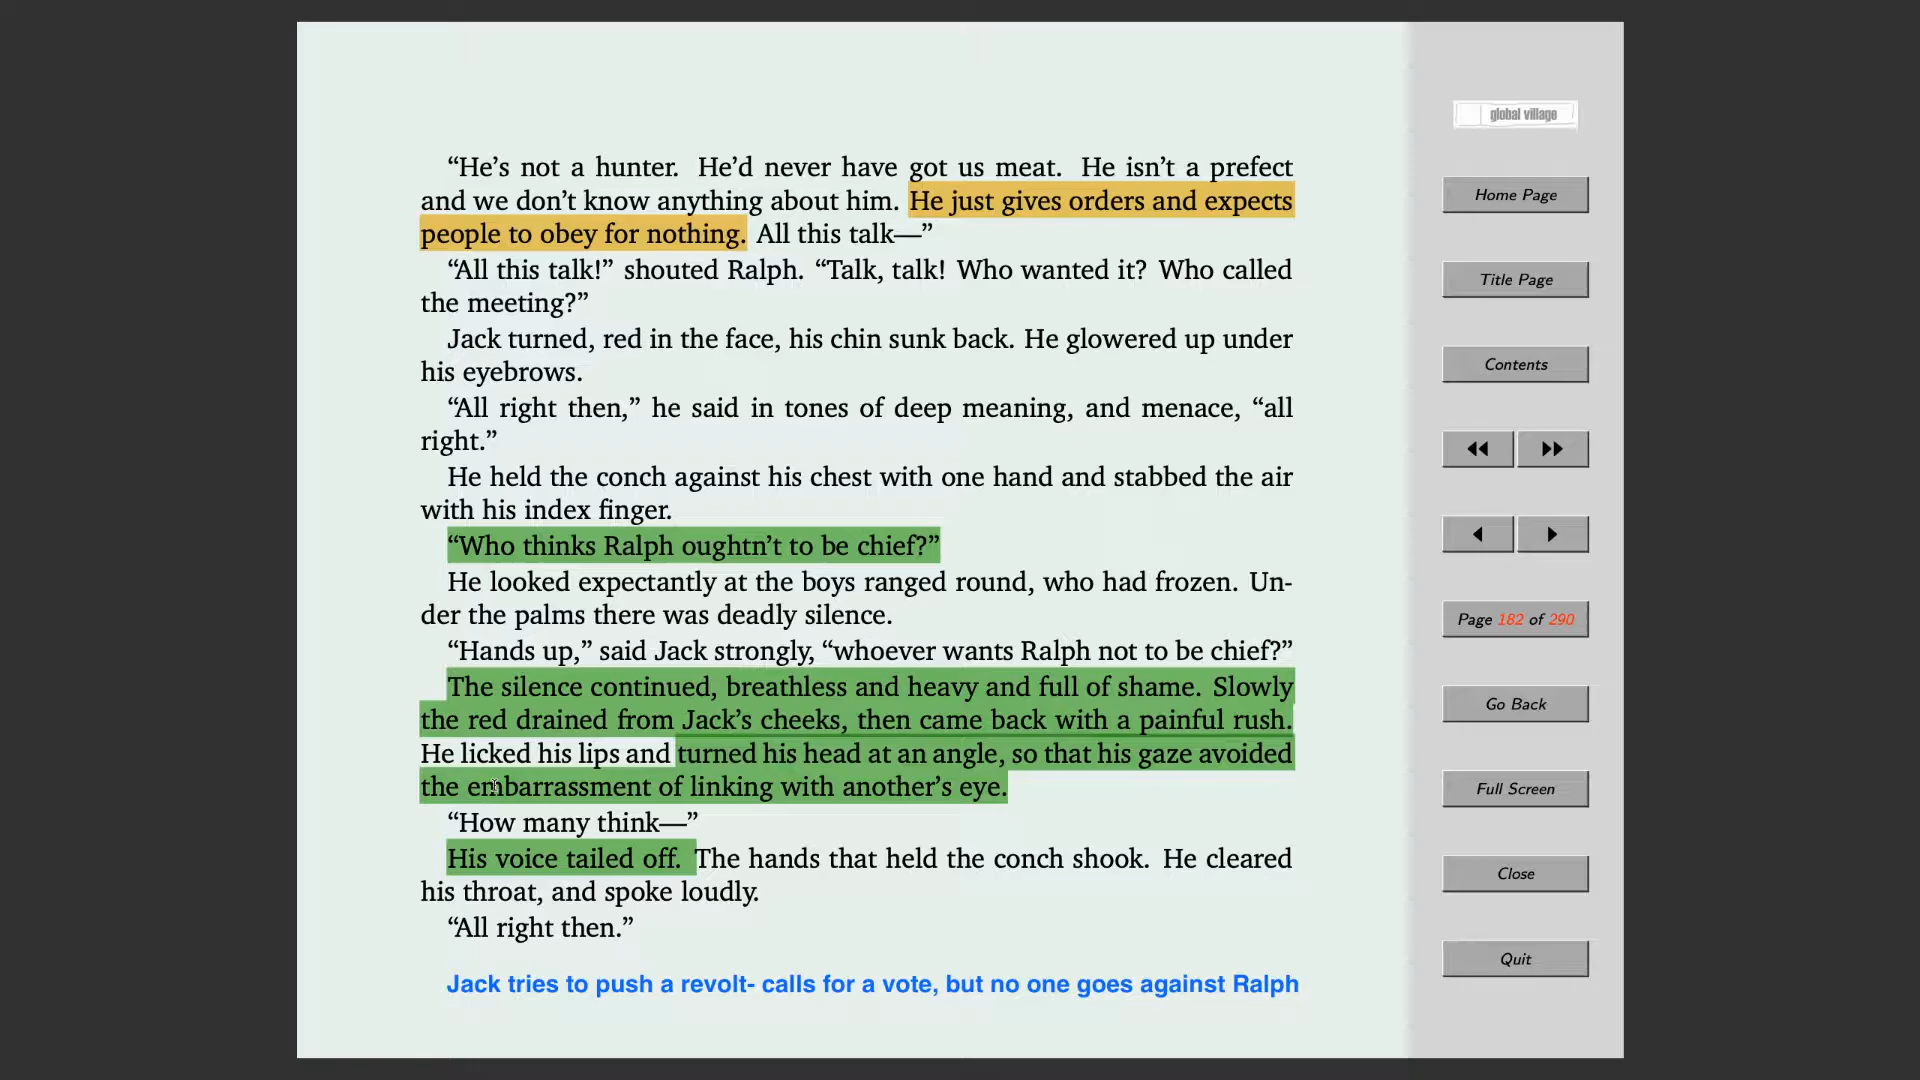 “He’s not a hunter. He’d never have got us meat. He isn’t a prefect
and we don’t know anything about him. He just gives orders and expects
people to obey for nothing. All this talk—”
“All this talk!” shouted Ralph. “Talk, talk! Who wanted it? Who called
the meeting?”
Jack turned, red in the face, his chin sunk back. He glowered up under
his eyebrows.
“All right then,” he said in tones of deep meaning, and menace, “all
right.”
He held the conch against his chest with one hand and stabbed the air
with his index finger.
“Who thinks Ralph oughtn’t to be chief?”
He looked expectantly at the boys ranged round, who had frozen. Un-
der the palms there was deadly silence.
“Hands up,” said Jack strongly, “whoever wants Ralph not to be chief?”
The silence continued, breathless and heavy and full of shame. Slowly
the red drained from Jack’s cheeks, then came back with a painful rush.
He licked his lips and turned his head at an angle, so that his gaze avoided
the embarrassment of linking with another’s eye.
“How many think—”
His voice tailed off. The hands that held the conch shook. He cleared
his throat, and spoke loudly.
“All right then.”
Jack tries to push a revolt- calls for a vote, but no one goes against Ralph
global village
Home Page
Title Page
Contents
Page 182 of 290
Go Back
Full Screen
Close
Quit